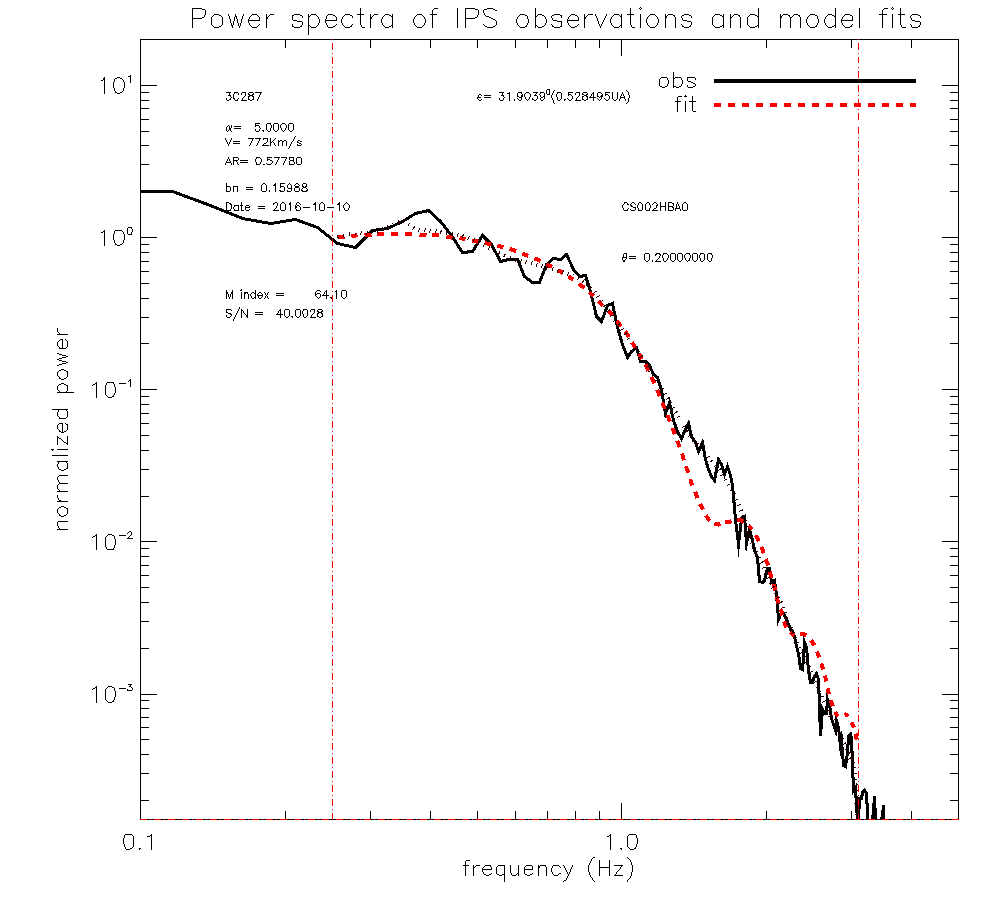 Power spectra of IPS observations and model fits
obs
fit
3C287
ϵ= 31.9039⁰(0.528495UA)
α= 5.0000
V= 772Km/s
AR= 0.57780
bn = 0.15988
Date = 2016-10-10
CS002HBA0
θ= 0.20000000
M index = 64.10
S/N = 40.0028
10¹
10⁰
10⁻¹
10⁻²
10⁻³
normalized power
0.1
1.0
frequency (Hz)